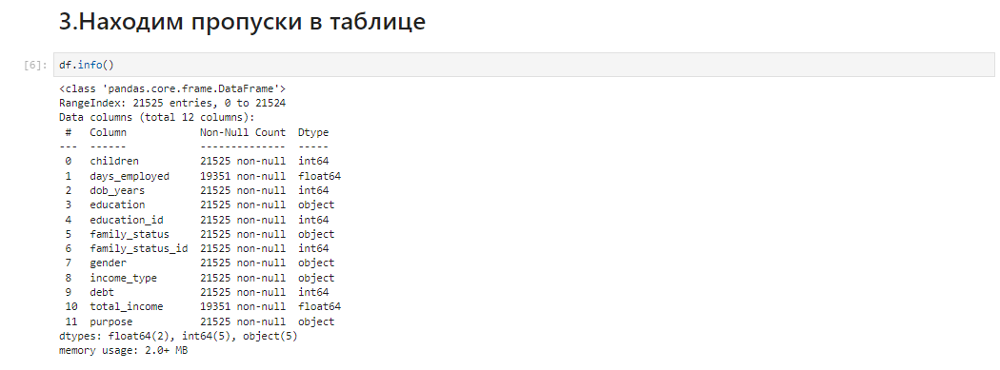 3.Находим пропуски в таблице
[6]: df.info()
<class 'pandas.core.frame.DataFrame'>
RangeIndex: 21525 entries, 0 to 21524
Data columns (total 12 columns):
 #   Column            Non-Null Count  Dtype
---  ------            --------------  -----
 0   children          21525 non-null  int64
 1   days_employed     19351 non-null  float64
 2   dob_years         21525 non-null  int64
 3   education         21525 non-null  object
 4   education_id      21525 non-null  int64
 5   family_status     21525 non-null  object
 6   family_status_id  21525 non-null  int64
 7   gender            21525 non-null  object
 8   income_type       21525 non-null  object
 9   debt              21525 non-null  int64
 10  total_income      19351 non-null  float64
 11  purpose           21525 non-null  object
dtypes: float64(2), int64(5), object(5)
memory usage: 2.0+ MB